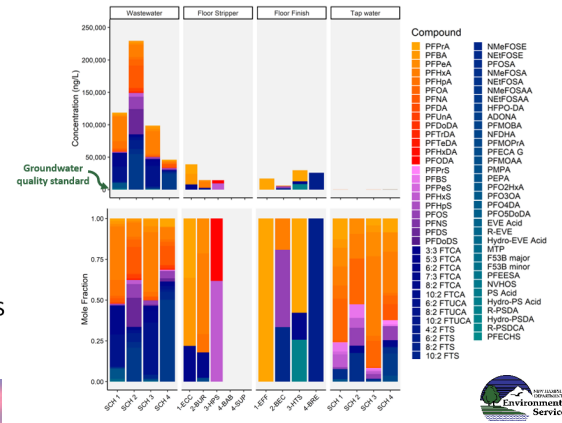 Wastewater
Floor Stripper
Floor Finish
Tap water
250,000
200,000
150,000
100,000
50,000
0
Concentration (ng/L)
Groundwater
quality standard
1.00
0.75
0.50
0.25
0.00
Mole Fraction
SCH 1
SCH 2
SCH 3
SCH 4
1-ECC
2-BUR
3-HPS
4-BAB
4-SUP
1-EFF
2-BEC
3-HTS
4-BRE
SCH 1
SCH 2
SCH 3
SCH 4
Compound
PFPrA
PFBA
PFPeA
PFHxA
PFHpA
PFOA
PFNA
PFDA
PFUnA
PFDoDA
PFTrDA
PFTeDA
PFHxDA
PFODA
PFPrS
PFBS
PFPeS
PFHxS
PFHpS
PFOS
PFNS
PFDS
PFDoDS
3:3 FTCA
5:3 FTCA
6:2 FTCA
7:3 FTCA
8:2 FTCA
10:2 FTCA
6:2 FTUCA
8:2 FTUCA
10:2 FTUCA
4:2 FTS
6:2 FTS
8:2 FTS
10:2 FTS
NMeFOSE
NEtFOSE
PFOSA
NMeFOSA
NEtFOSA
NMeFOSAA
NEtFOSAA
HFPO-DA
ADONA
PFMOBA
NFDHA
PFMOPrA
PFECA G
PFMOAA
PMPA
PEPA
PFO2HxA
PFO3OA
PFO4DA
PFO5DoDA
EVE Acid
R-EVE
Hydro-EVE Acid
MTP
F53B major
F53B minor
PFEESA
NVHOS
PS Acid
Hydro-PS Acid
R-PSDA
Hydro-PSDA
R-PSDCA
PFECHS
s
NEW HAMPSHIRE
DEPARTMENT
Environment
Service